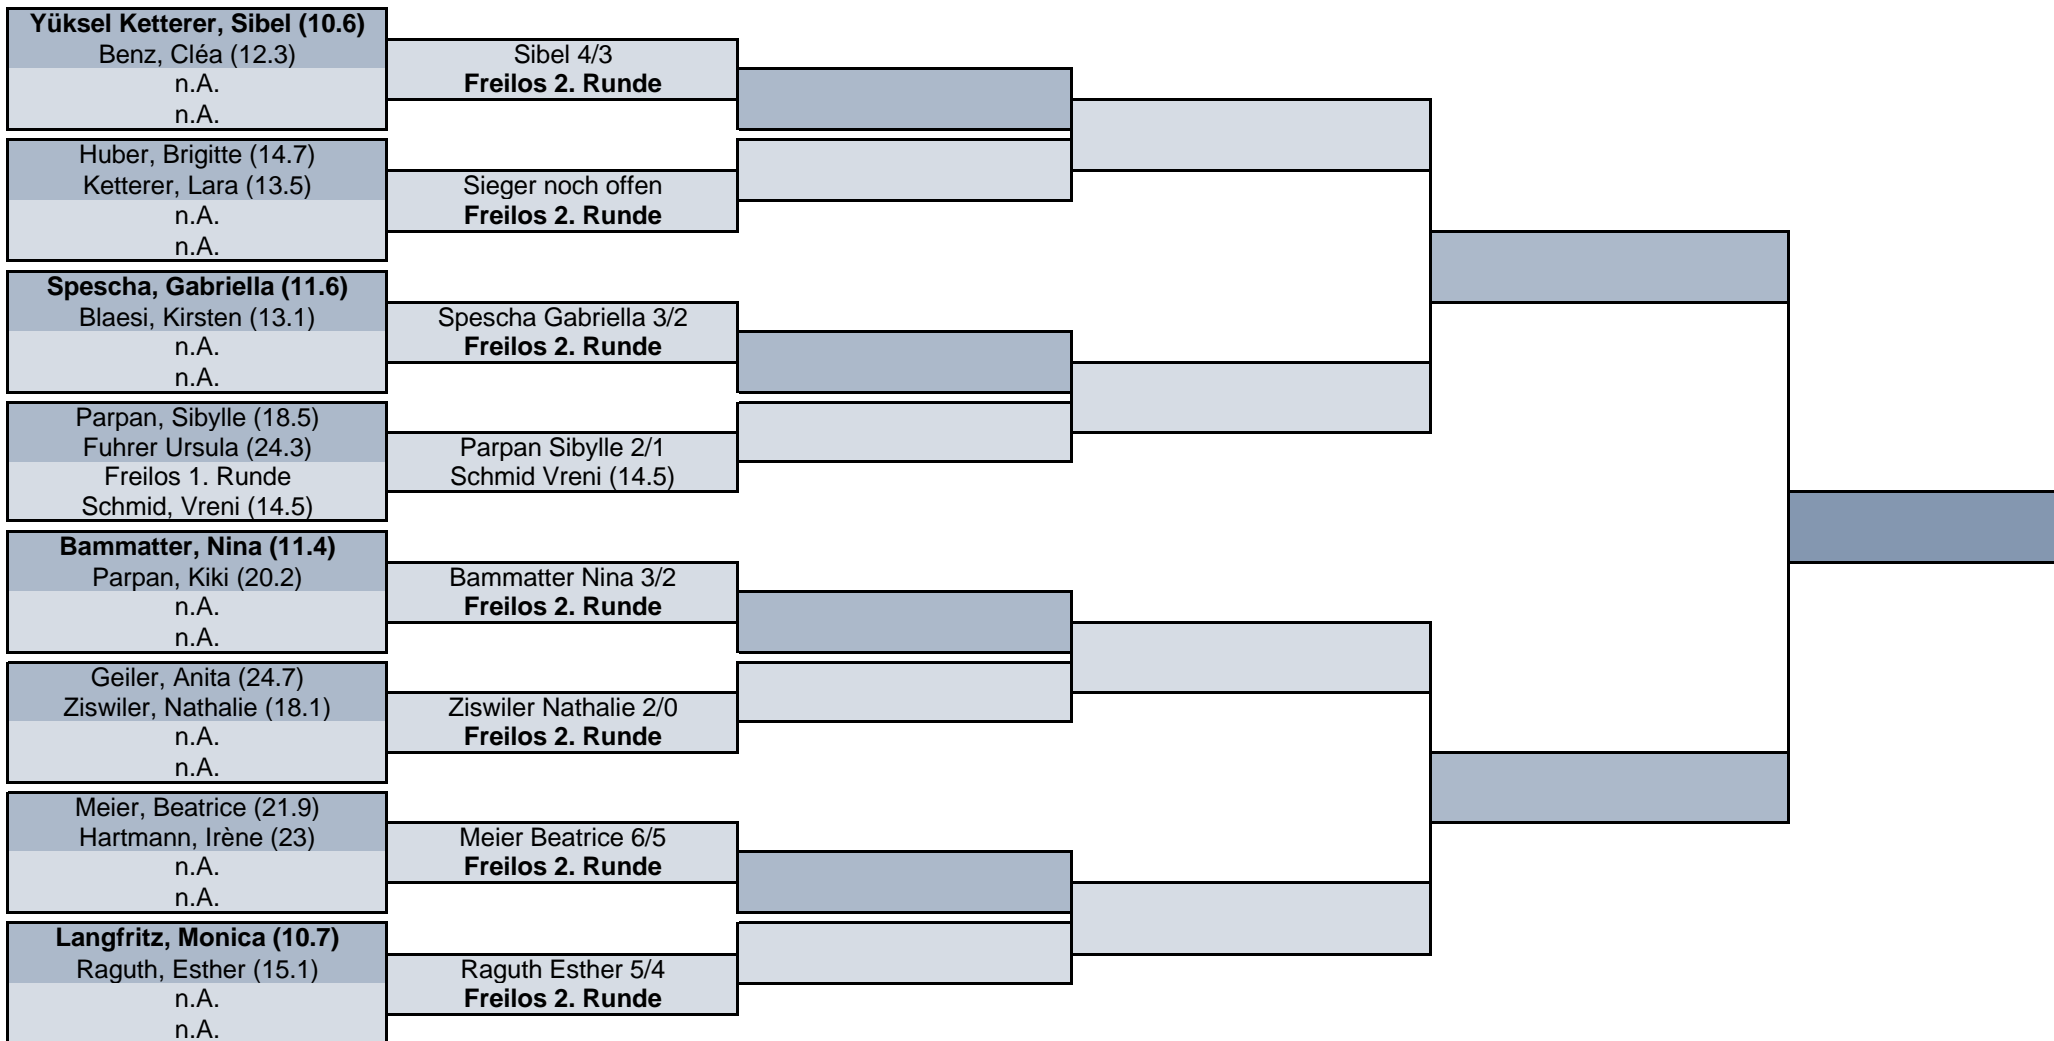 Yüksel Ketterer, Sibel (10.6)
Benz, Cléa (12.3)
n.A.
n.A.
Huber, Brigitte (14.7)
Ketterer, Lara (13.5)
n.A.
n.A.
Spescha, Gabriella (11.6)
Blaesi, Kirsten (13.1)
n.A.
n.A.
Parpan, Sibylle (18.5)
Fuhrer Ursula (24.3)
Freilos 1. Runde
Schmid, Vreni (14.5)
Bammatter, Nina (11.4)
Parpan, Kiki (20.2)
n.A.
n.A.
Geiler, Anita (24.7)
Ziswiler, Nathalie (18.1)
n.A.
n.A.
Meier, Beatrice (21.9)
Hartmann, Irène (23)
n.A.
n.A.
Langfritz, Monica (10.7)
Raguth, Esther (15.1)
n.A.
n.A.
Sibel 4/3
Freilos 2. Runde
Sieger noch offen
Freilos 2. Runde
Spescha Gabriella 3/2
Freilos 2. Runde
Parpan Sibylle 2/1
Schmid Vreni (14.5)
Bammatter Nina 3/2
Freilos 2. Runde
Ziswiler Nathalie 2/0
Freilos 2. Runde
Meier Beatrice 6/5
Freilos 2. Runde
Raguth Esther 5/4
Freilos 2. Runde